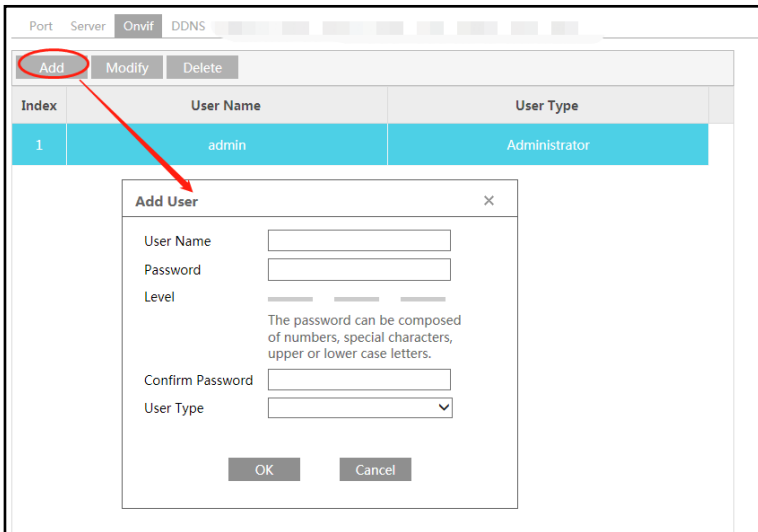 Port Server Onvif DDNS
Add Modify Delete
Index User Name User Type
1 admin Administrator
Add User ×
User Name
Password
Level
The password can be composed
of numbers, special characters,
upper or lower case letters.
Confirm Password
User Type
OK Cancel